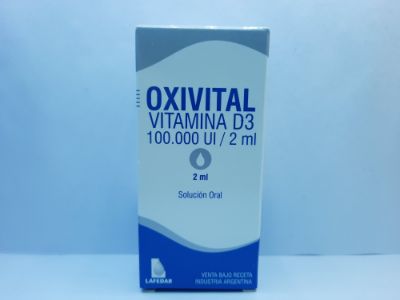 OXIVITAL
VITAMINA D3
100.000 UI / 2 ml
2 ml
Solución Oral
LAFEDAR
VENTA BAJO RECETA
INDUSTRIA ARGENTINA